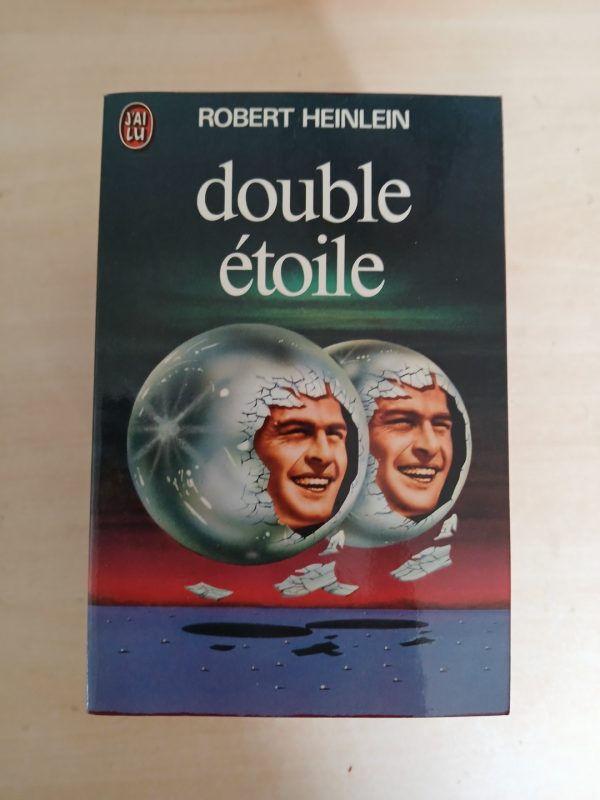 J'AI
LU
ROBERT HEINLEIN
double
étoile